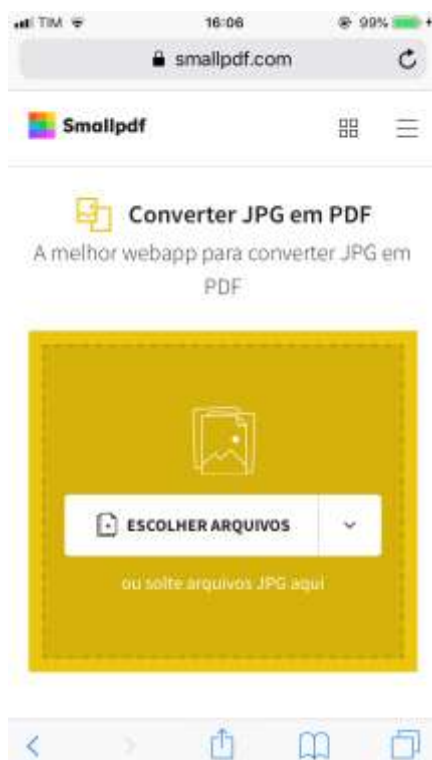 TIM 16:06 99%
smallpdf.com
Smallpdf
Converter JPG em PDF
A melhor webapp para converter JPG em
PDF
ESCOLHER ARQUIVOS
ou solte arquivos JPG aqui